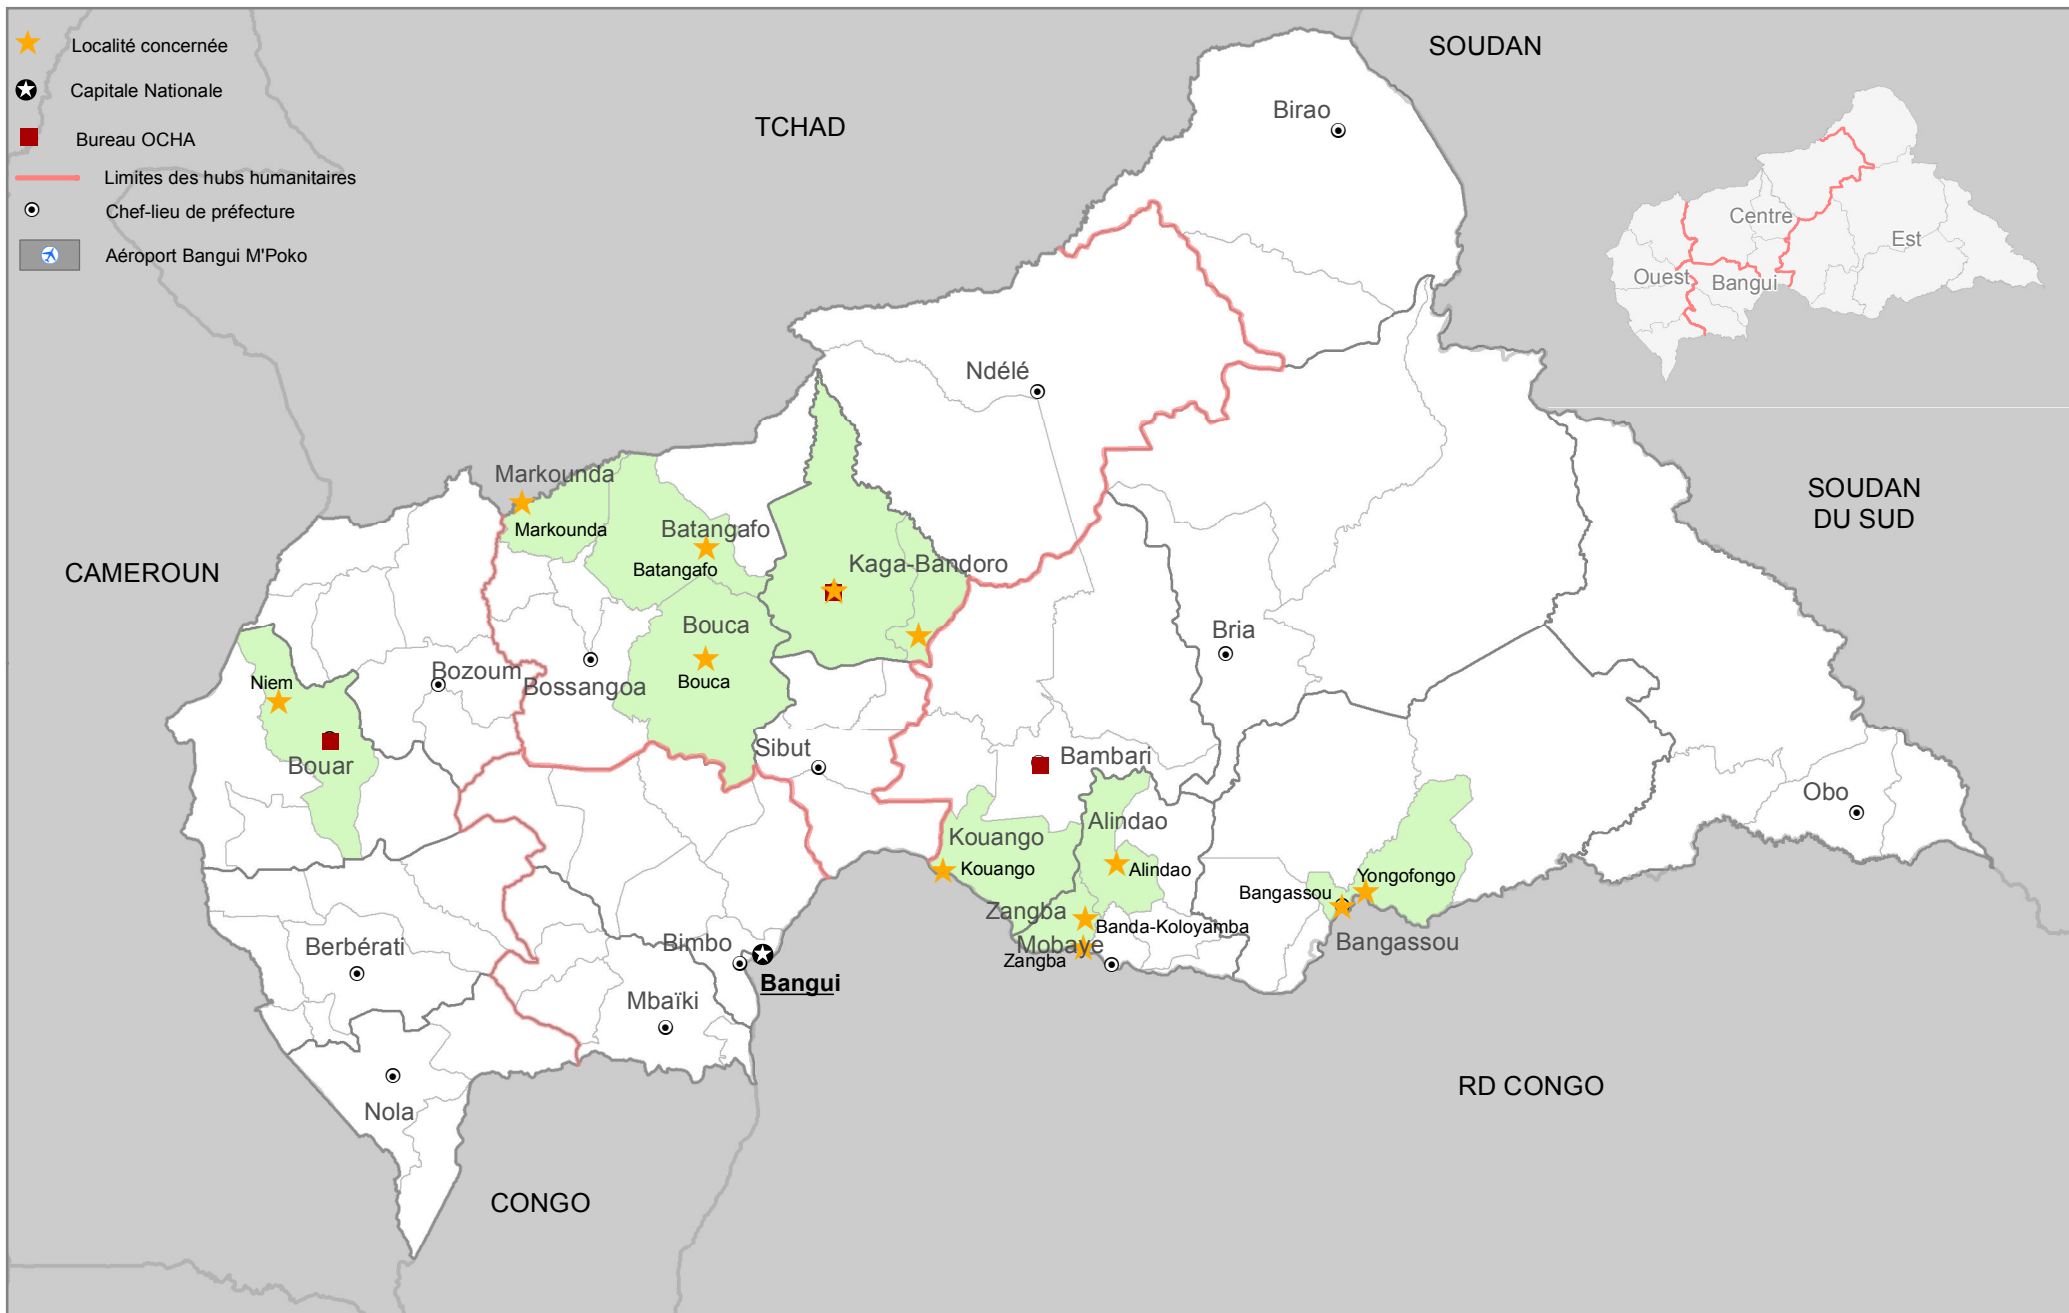 Localité concernée
Capitale Nationale
Bureau OCHA
Limites des hubs humanitaires
Chef-lieu de préfecture
Aéroport Bangui M'Poko
SOUDAN
TCHAD
Birao
Centre
Est
Ouest
Bangui
Ndélé
Markounda
Markounda
SOUDAN
DU SUD
Batangafo
Batangafo
Kaga-Bandoro
CAMEROUN
Bouca
Bouca
Bria
Niem
Bozoum
Bossangoa
Bouar
Sibut
Bambari
Obo
Alindao
Kouango
Kouango
Alindao
Yongofongo
Bangassou
Zangba
Banda-Koloyamba
Mobaye
Zangba
Bangassou
Berbérati
Bimbo
Bangui
Mbaïki
Nola
RD CONGO
CONGO